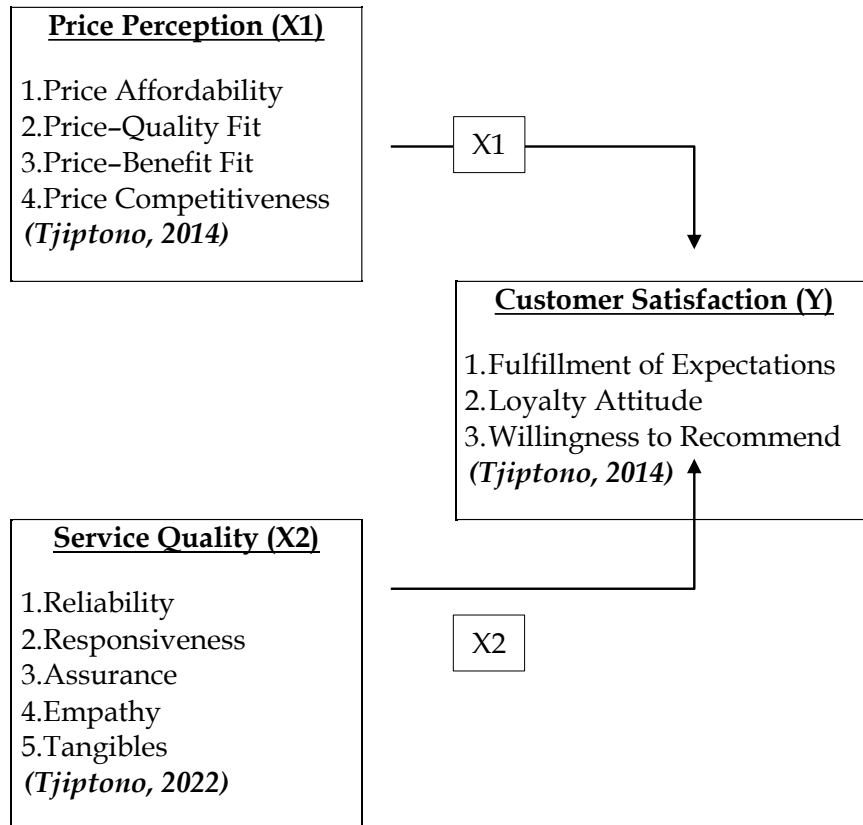 Price Perception (X1)
1.Price Affordability
2.Price–Quality Fit
3.Price–Benefit Fit
4.Price Competitiveness
(Tjiptono, 2014)
X1
Customer Satisfaction (Y)
1.Fulfillment of Expectations
2.Loyalty Attitude
3.Willingness to Recommend
(Tjiptono, 2014)
Service Quality (X2)
1.Reliability
2.Responsiveness
3.Assurance
4.Empathy
5.Tangibles
(Tjiptono, 2022)
X2